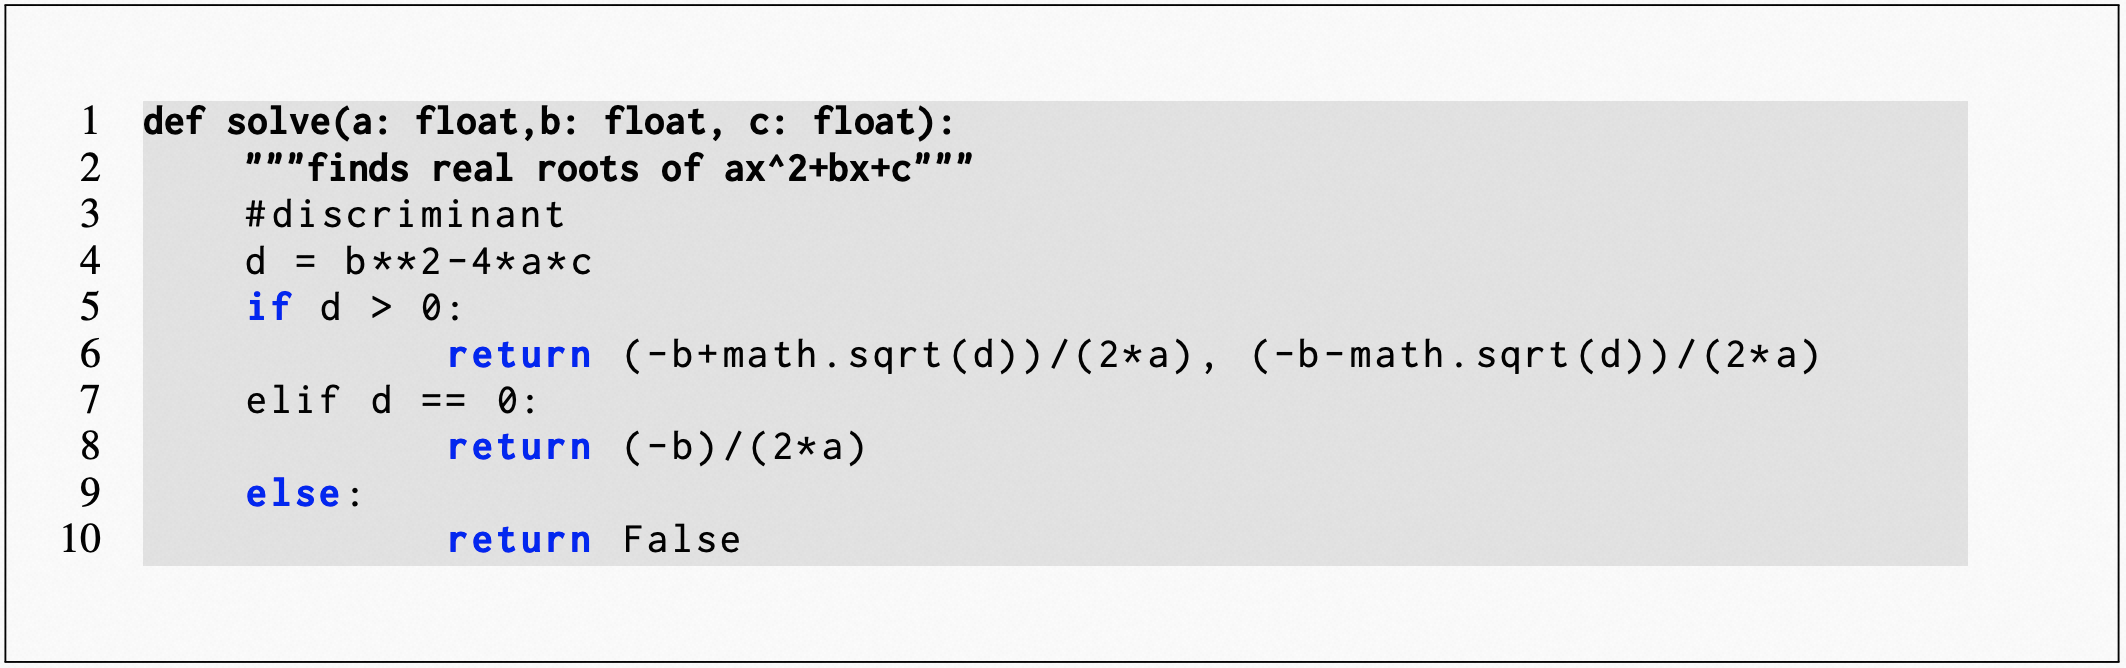 1 def solve(a: float,b: float, c: float):
2 """finds real roots of ax^2+bx+c"""
3 #discriminant
4 d = b**2-4*a*c
5 if d > 0:
6 return (-b+math.sqrt(d))/(2*a), (-b-math.sqrt(d))/(2*a)
7 elif d == 0:
8 return (-b)/(2*a)
9 else:
10 return False